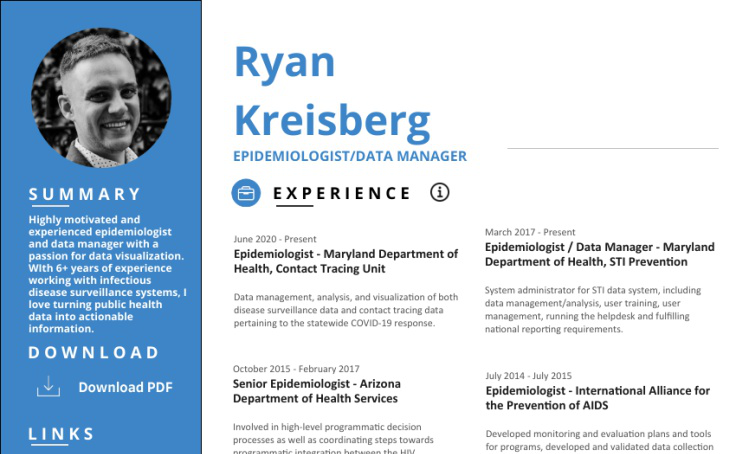 Ryan
Kreisberg
EPIDEMIOLOGIST/DATA MANAGER
SUMMARY
Highly motivated and
experienced epidemiologist
and data manager with a
passion for data visualization.
WIth 6+ years of experience
working with infectious
disease surveillance systems, I
love turning public health
data into actionable
information.
DOWNLOAD
Download PDF
LINKS
EXPERIENCE
June 2020 - Present
Epidemiologist - Maryland Department of
Health, Contact Tracing Unit
Data management, analysis, and visualization of both
disease surveillance data and contact tracing data
pertaining to the statewide COVID-19 response.
October 2015 - February 2017
Senior Epidemiologist - Arizona
Department of Health Services
Involved in high-level programmatic decision
processes as well as coordinating steps towards
programmatic integration between the HIV
March 2017 - Present
Epidemiologist / Data Manager - Maryland
Department of Health, STI Prevention
System administrator for STI data system, including
data management/analysis, user training, user
management, running the helpdesk and fulfilling
national reporting requirements.
July 2014 - July 2015
Epidemiologist - International Alliance for
the Prevention of AIDS
Developed monitoring and evaluation plans and tools
for programs, developed and validated data collection